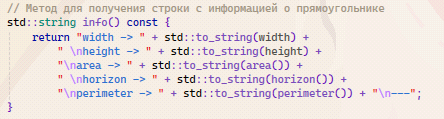 // Метод для получения строки с информацией о прямоугольнике
std::string info() const {
    return "width -> " + std::to_string(width) +
        " \nheight -> " + std::to_string(height) +
        "\narea -> " + std::to_string(area()) +
        " \nhorizon -> " + std::to_string(horizon()) +
        "\nperimeter -> " + std::to_string(perimeter()) + "\n---";
}